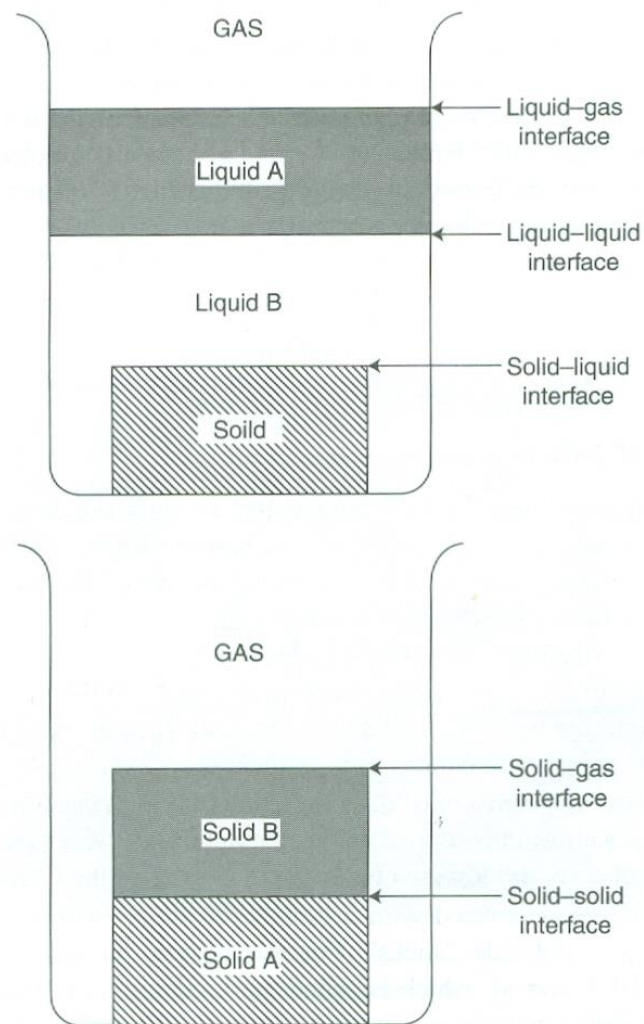 GAS
Liquid–gas
interface
Liquid A
Liquid–liquid
interface
Liquid B
Solid–liquid
interface
Soild
GAS
Solid–gas
interface
Solid B
Solid–solid
interface
Solid A